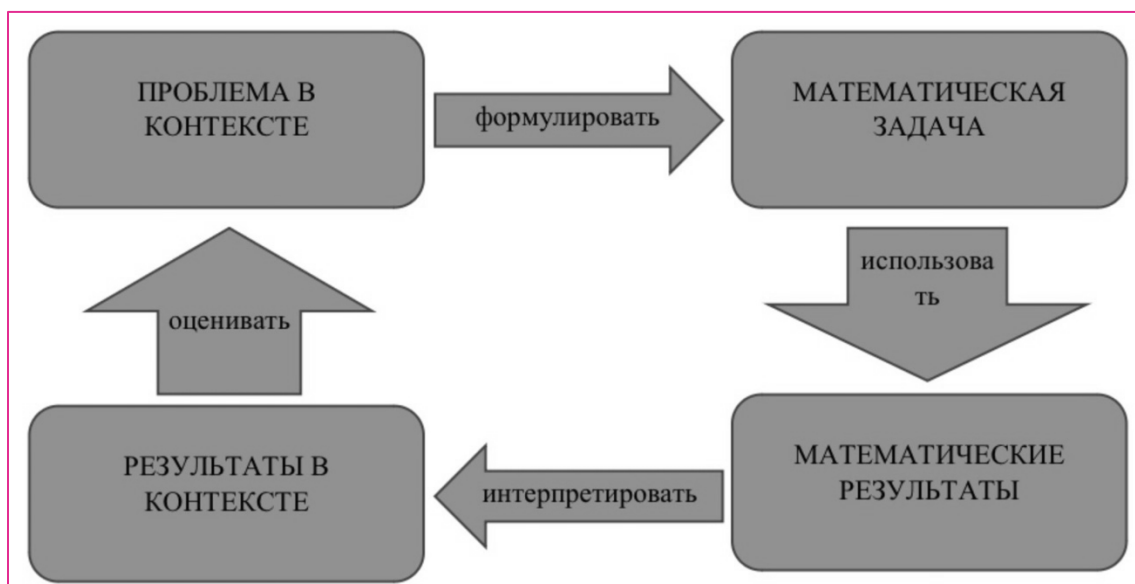 ПРОБЛЕМА В
КОНТЕКСТЕ
формулировать
МАТЕМАТИЧЕСКАЯ
ЗАДАЧА
использова
ть
оценивать
РЕЗУЛЬТАТЫ В
КОНТЕКСТЕ
интерпретировать
МАТЕМАТИЧЕСКИЕ
РЕЗУЛЬТАТЫ